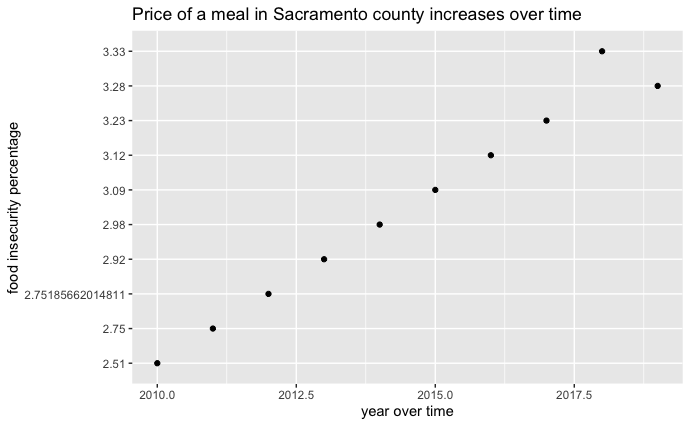 Price of a meal in Sacramento county increases over time
food insecurity percentage
3.33
3.28
3.23
3.12
3.09
2.98
2.92
2.75185662014811
2.75
2.51
2010.0 2012.5 2015.0 2017.5
year over time